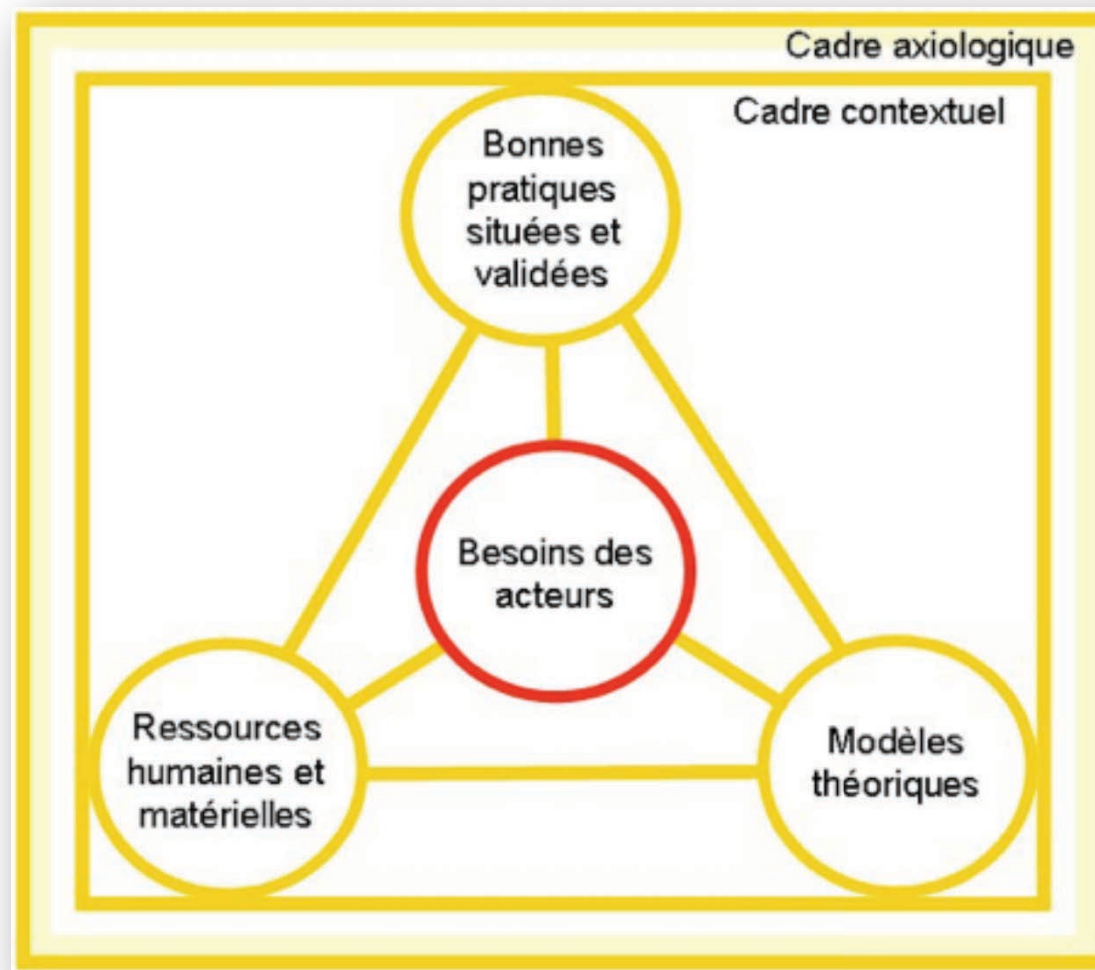 Cadre axiologique
Cadre contextuel
Bonnes
pratiques
situées et
validées
Besoins des
acteurs
Ressources
humaines et
matérielles
Modèles
théoriques